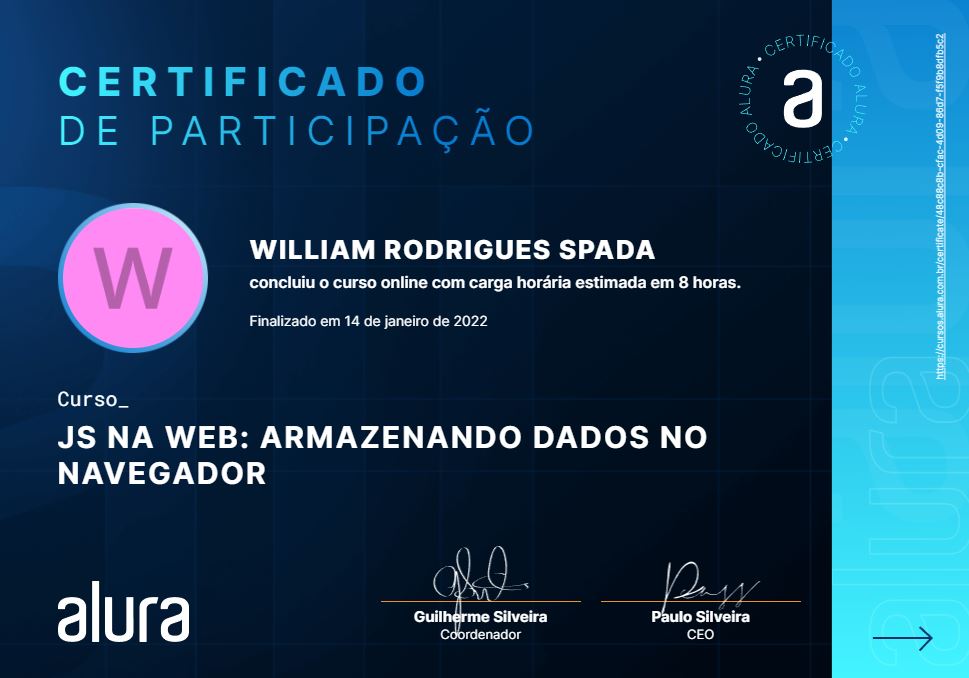 CERTIFICADO
DE PARTICIPAÇÃO
CERTIFICADO ALURA • CERTIFICADO ALURA •
a
W
WILLIAM RODRIGUES SPADA
concluiu o curso online com carga horária estimada em 8 horas.
Finalizado em 14 de janeiro de 2022
Curso_
JS NA WEB: ARMAZENANDO DADOS NO
NAVEGADOR
alura
Guilherme Silveira
Coordenador
Paulo Silveira
CEO
alura